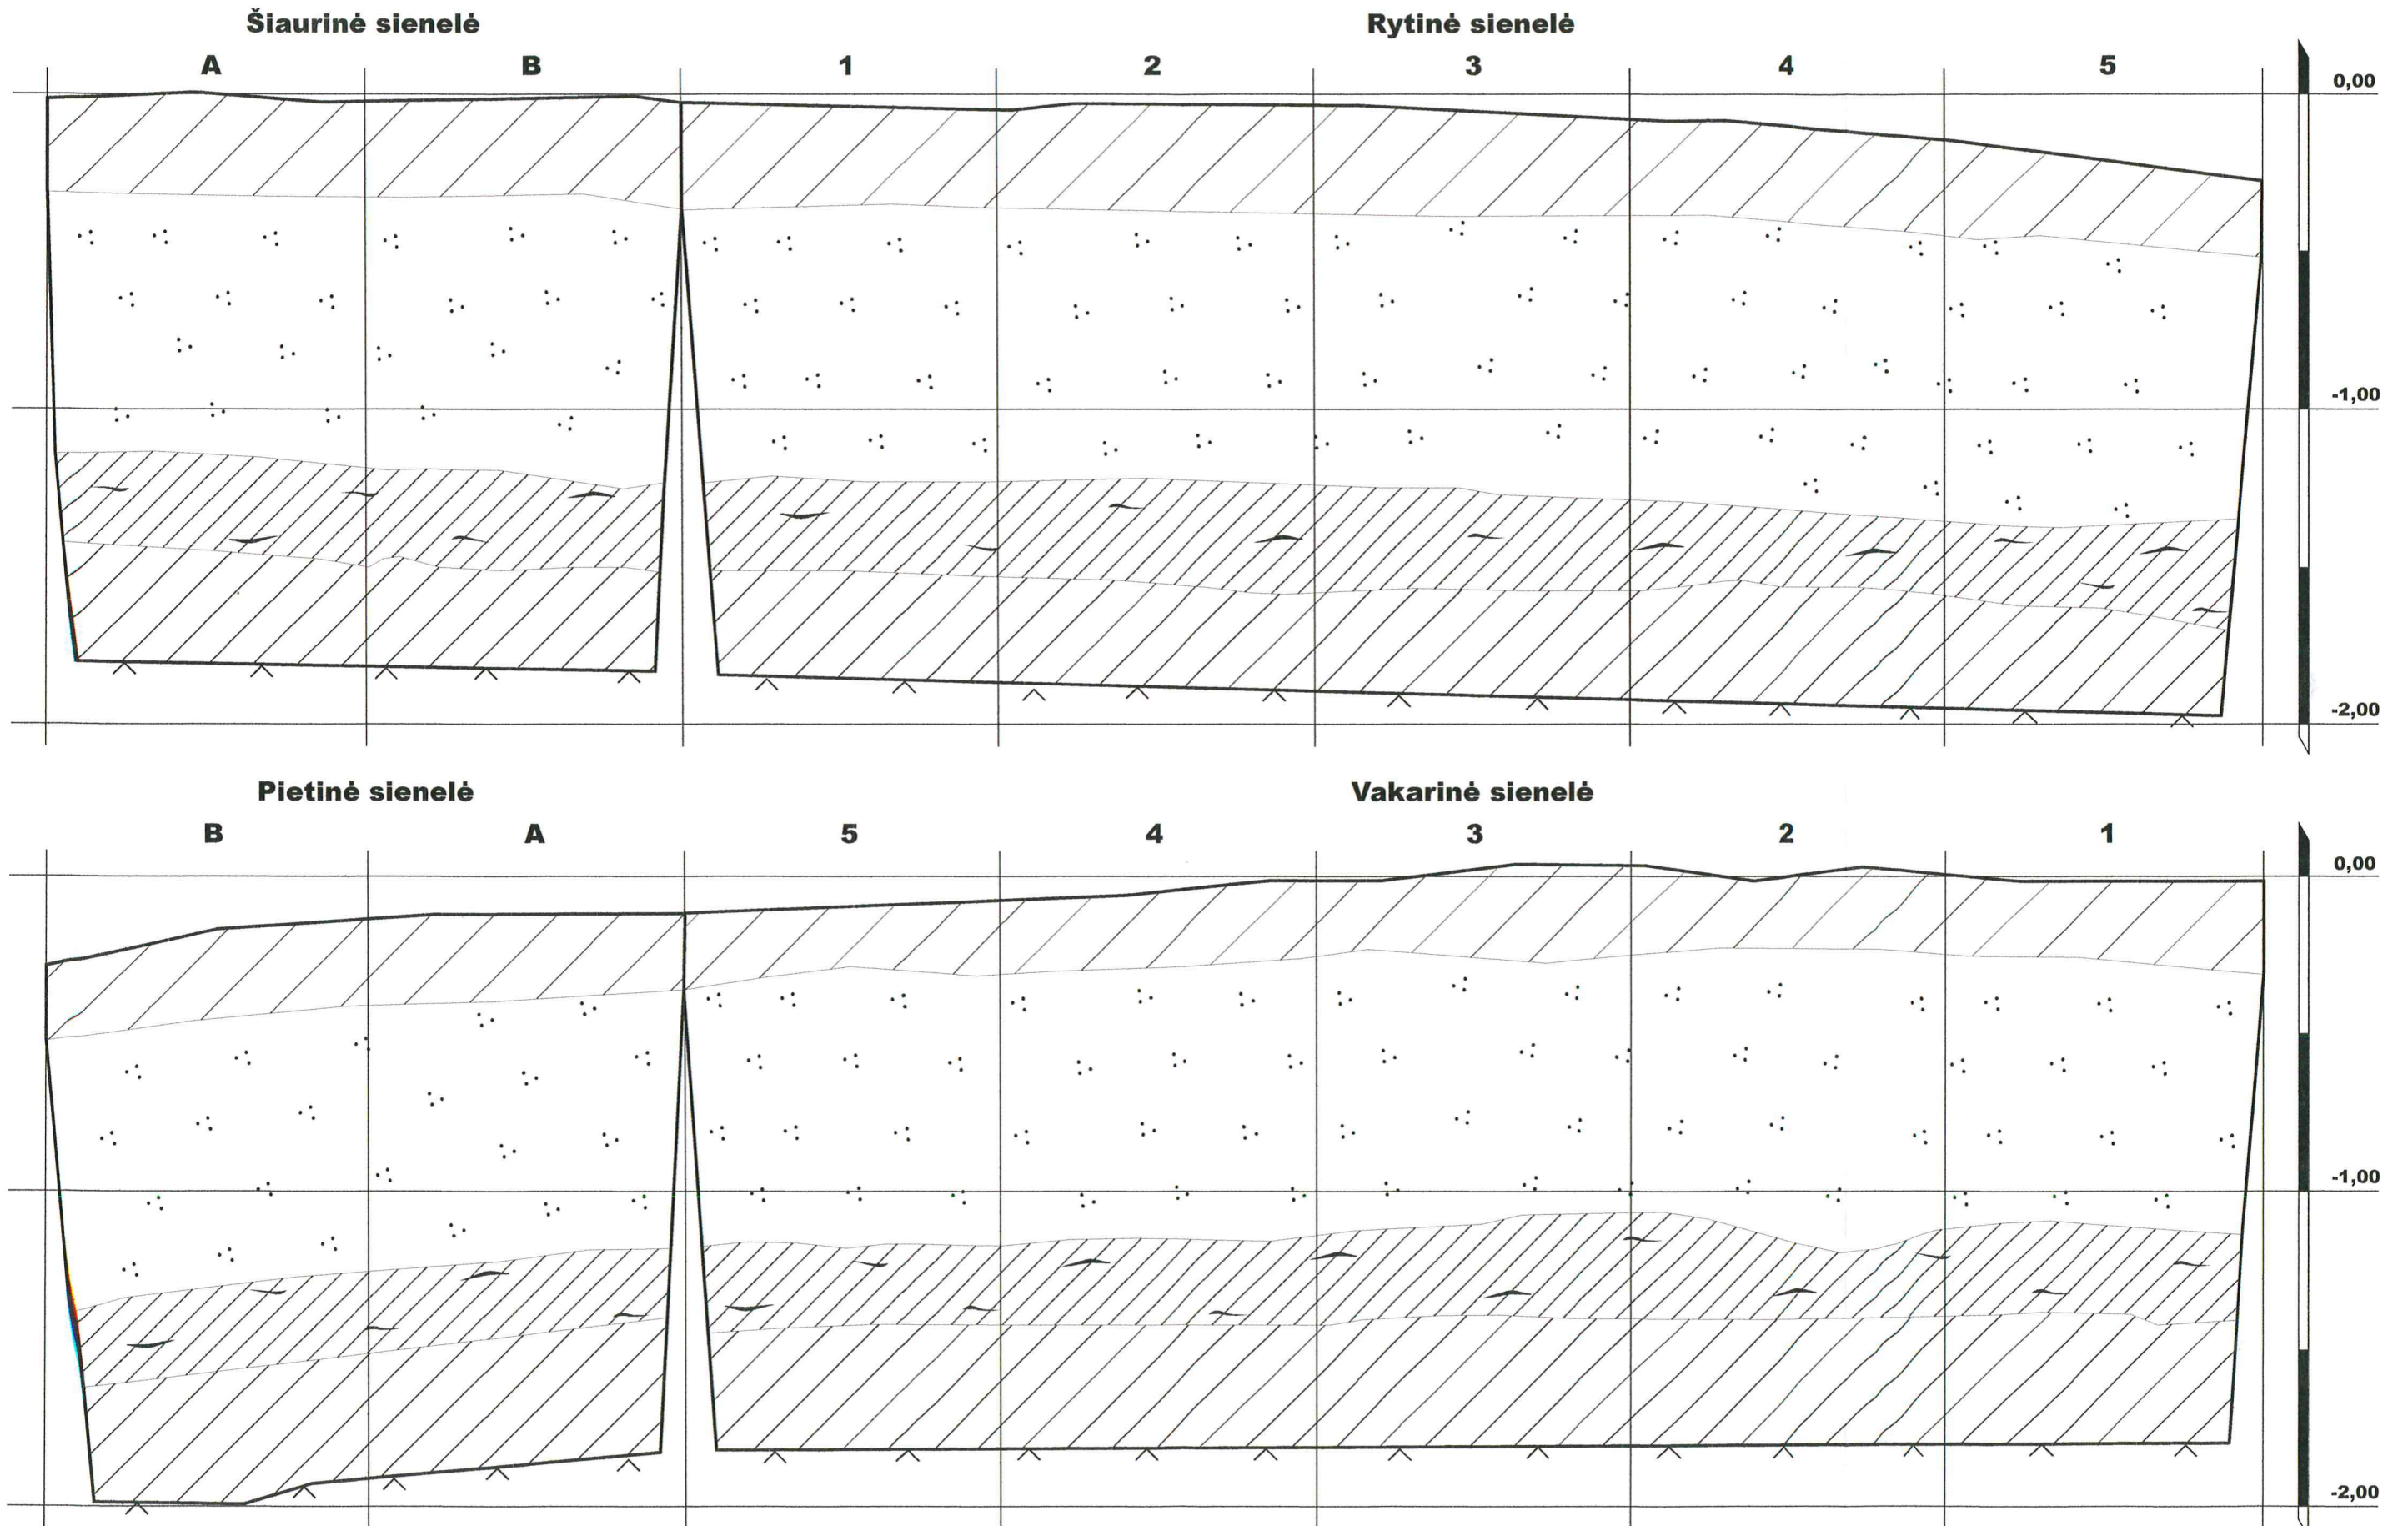 Šiaurinė sienelė Rytinė sienelė
A B 1 2 3 4 5
0,00
-1,00
-2,00
Pietinė sienelė Vakarinė sienelė
B A 5 4 3 2 1
0,00
-1,00
-2,00